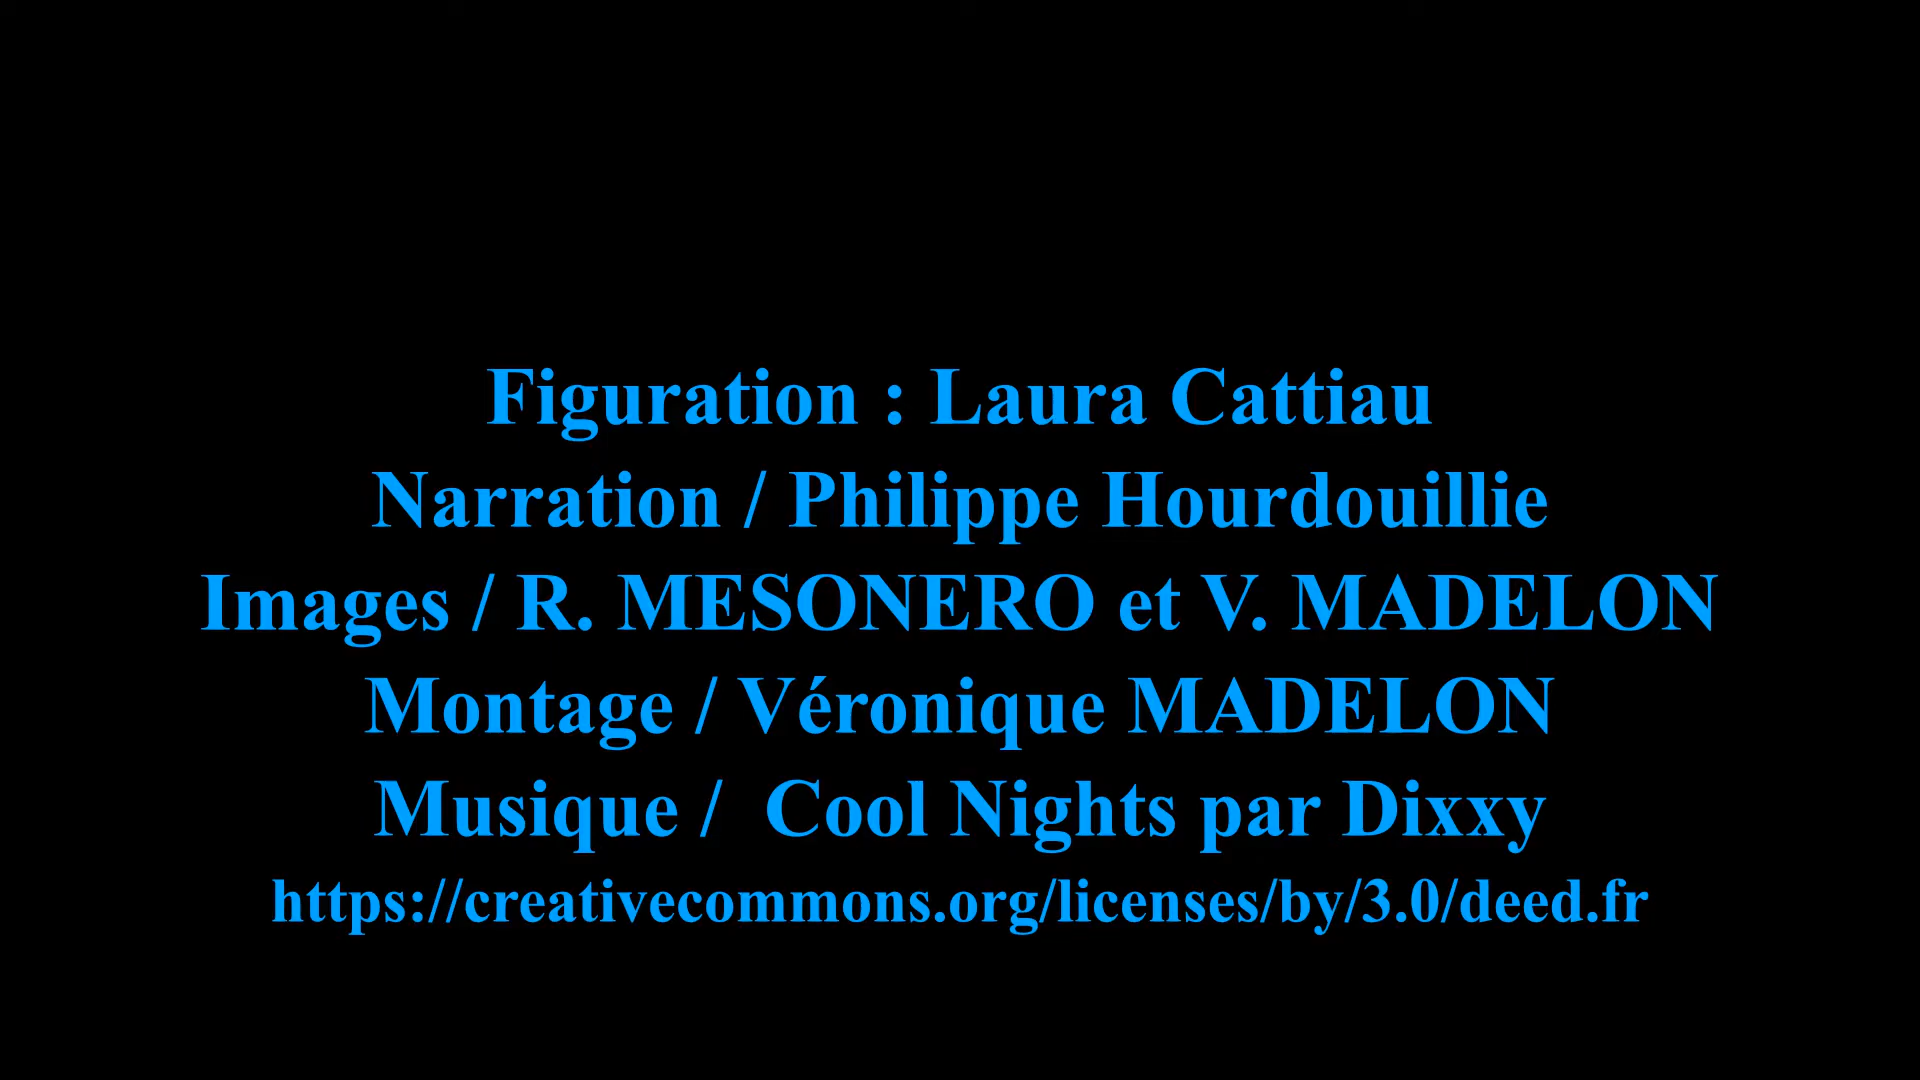 Figuration : Laura Cattiau
Narration / Philippe Hourdouillie
Images / R. MESONERO et V. MADELON
Montage / Véronique MADELON
Musique /  Cool Nights par Dixxy
https://creativecommons.org/licenses/by/3.0/deed.fr